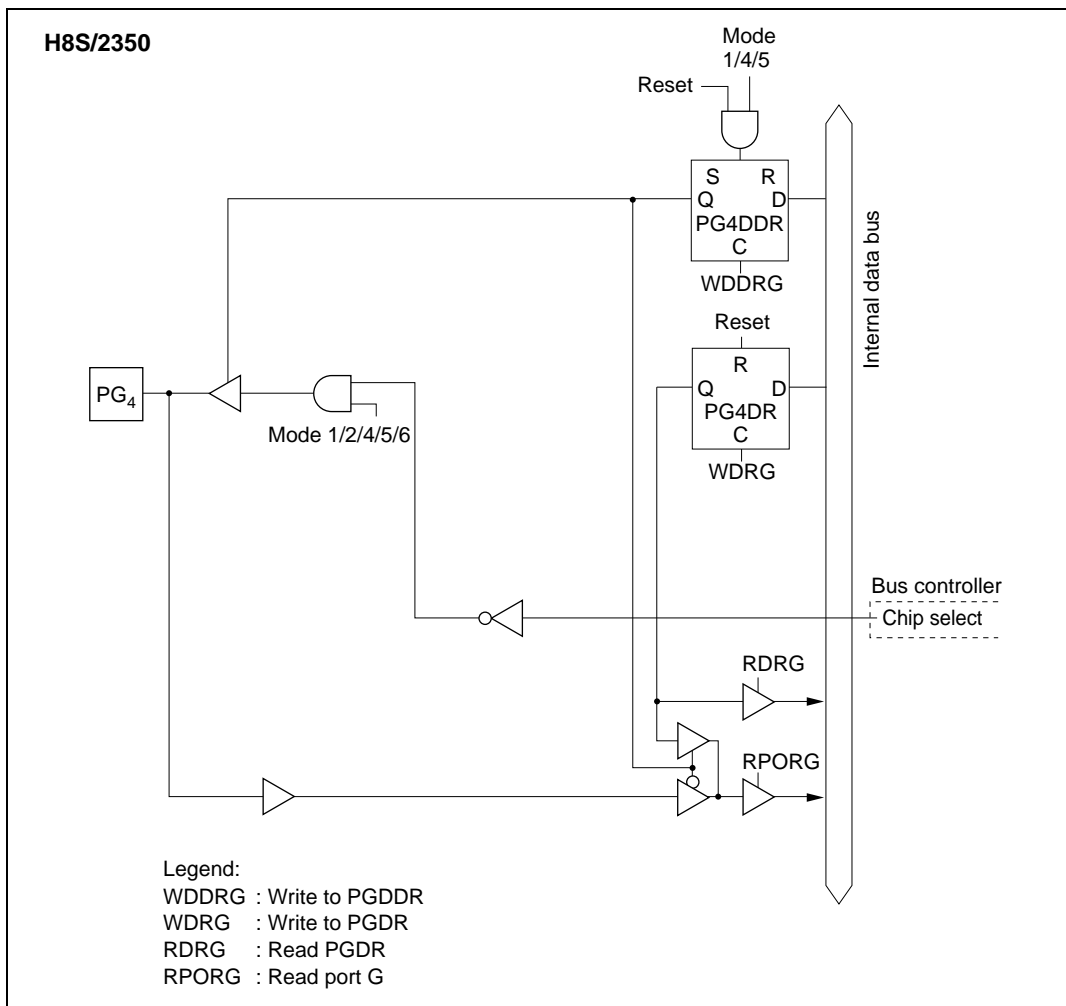 H8S/2350
Mode
1/4/5
Reset
S R
Q D
PG4DDR
C
WDDRG
Reset
R
Q D
PG4DR
C
WDRG
Internal data bus
PG4
Mode 1/2/4/5/6
Bus controller
Chip select
RDRG
RPORG
Legend:
WDDRG : Write to PGDDR
WDRG : Write to PGDR
RDRG : Read PGDR
RPORG : Read port G